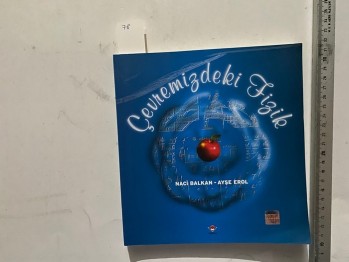 Çevremizdeki Fizik
NACİ BALKAN - AYŞE EROL